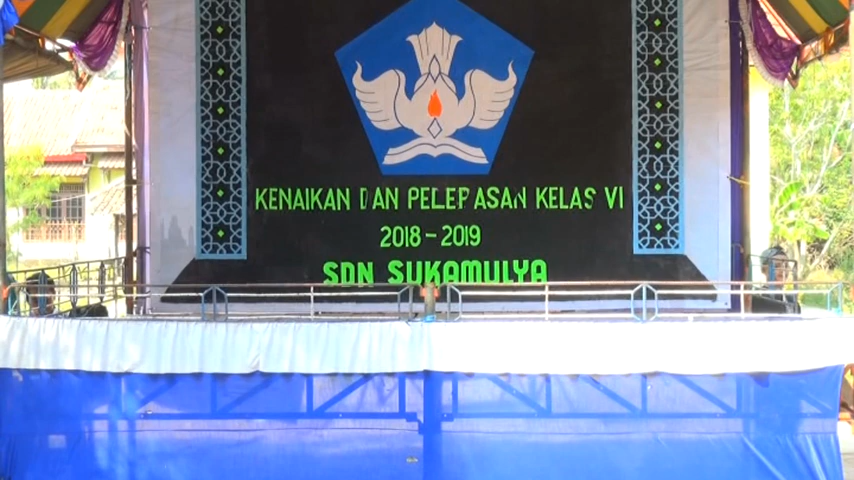 KENAIKAN DAN PELEPASAN KELAS VI
2018 - 2019
SDN SUKAMULYA